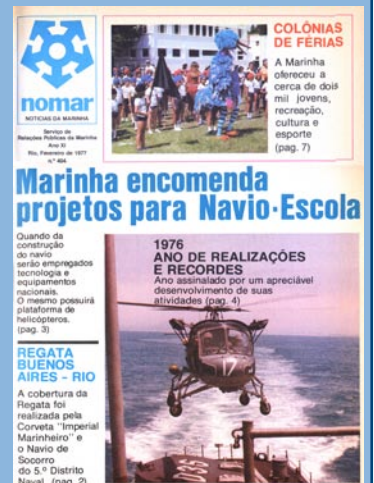 nomar
NOTÍCIAS DA MARINHA
Serviço de
Relações Públicas da Marinha
Ano XI
Rio, Fevereiro de 1977
n.º 404
COLÔNIAS
DE FÉRIAS
A Marinha
ofereceu a
cerca de dois
mil jovens,
recreação,
cultura e
esporte
(pag. 7)
Marinha encomenda
projetos para Navio-Escola
Quando da
construção
do navio
serão empregados
tecnologia e
equipamentos
nacionais.
O mesmo possuirá
plataforma de
helicópteros.
(pag. 3)
1976
ANO DE REALIZAÇÕES
E RECORDES
Ano assinalado por um apreciável
desenvolvimento de suas
atividades (pag. 4)
REGATA
BUENOS
AIRES - RIO
A cobertura da
Regata foi
realizada pela
Corveta "Imperial
Marinheiro" e
o Navio de
Socorro
do 5.º Distrito
Naval (pag. 2)
17